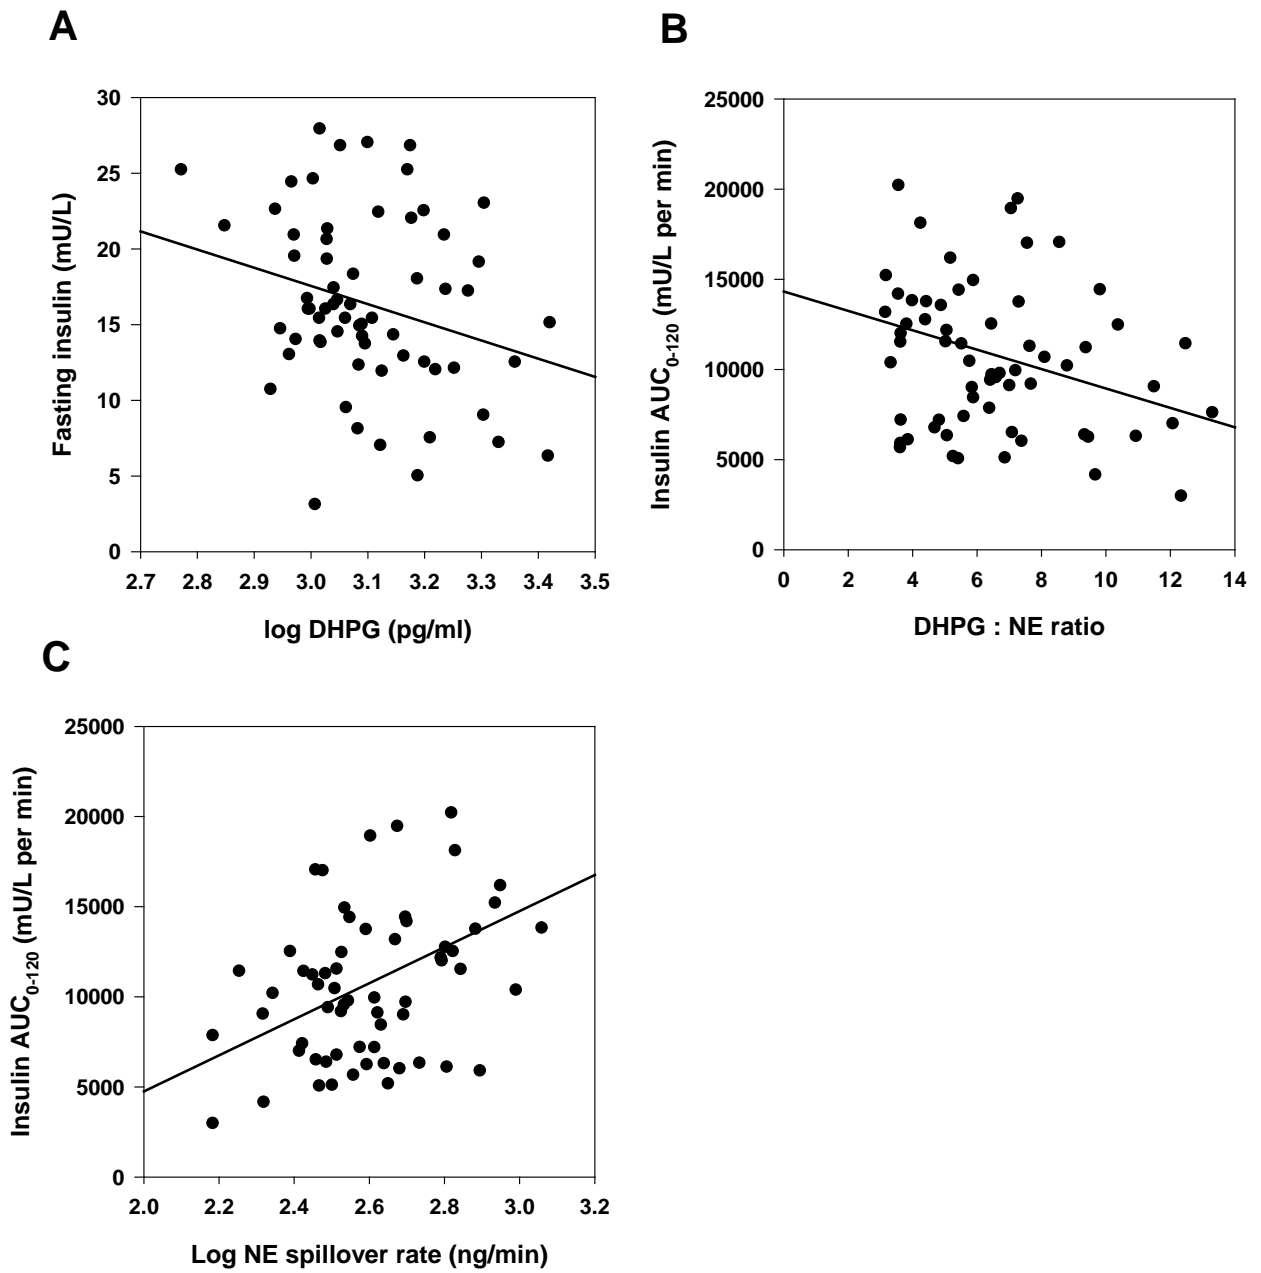 A
Fasting insulin (mU/L)
30
25
20
15
10
5
0
2.7 2.8 2.9 3.0 3.1 3.2 3.3 3.4 3.5
log DHPG (pg/ml)
B
Insulin AUC0-120 (mU/L per min)
25000
20000
15000
10000
5000
0
0 2 4 6 8 10 12 14
DHPG : NE ratio
C
Insulin AUC0-120 (mU/L per min)
25000
20000
15000
10000
5000
0
2.0 2.2 2.4 2.6 2.8 3.0 3.2
Log NE spillover rate (ng/min)